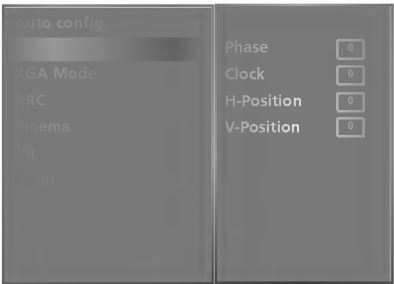 Auto config
XGA Mode
ARC
Cinema
Phase 0
Clock 0
H-Position 0
V-Position 0